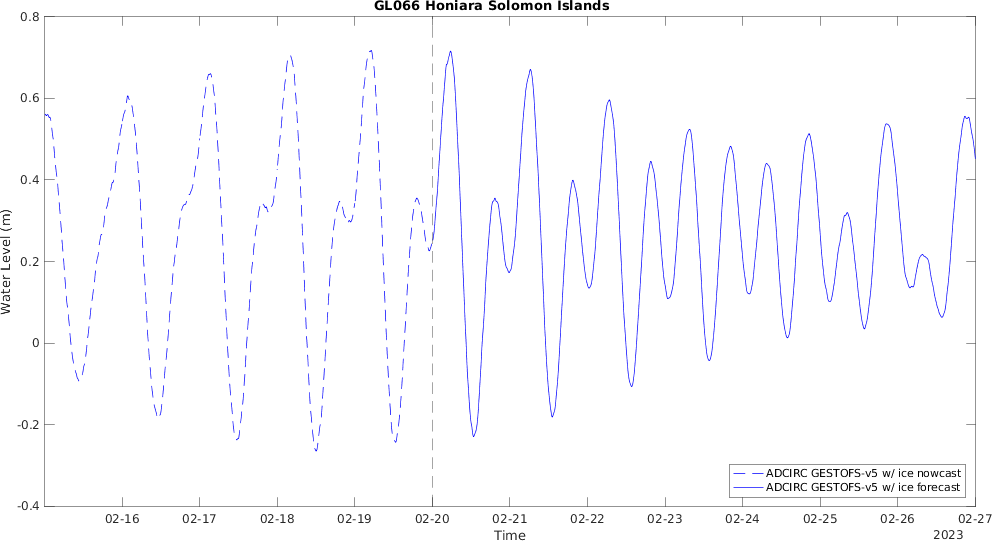 GL066 Honiara Solomon Islands
0.8
0.6
0.4
0.2
0
-0.2
-0.4
Water Level (m)
ADCIRC GESTOFS-v5 w/ ice nowcast
ADCIRC GESTOFS-v5 w/ ice forecast
02-16 02-17 02-18 02-19 02-20 02-21 02-22 02-23 02-24 02-25 02-26 02-27
Time
2023